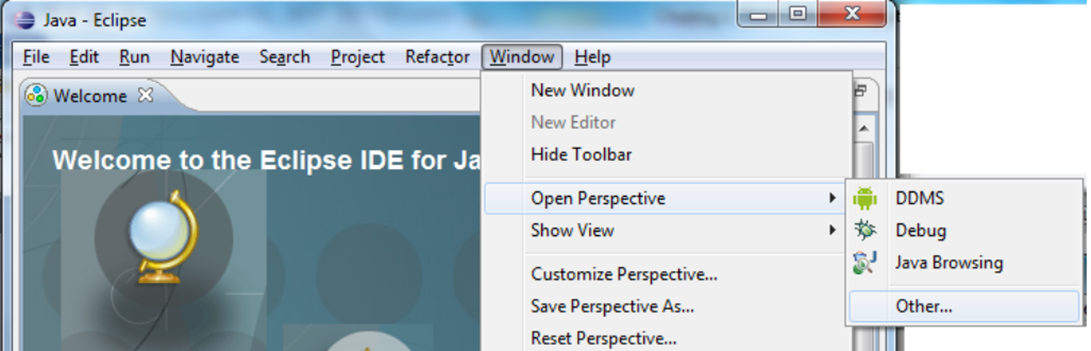 Java - Eclipse
File Edit Run Navigate Search Project Refactor Window Help
Welcome
Welcome to the Eclipse IDE for Ja
New Window
New Editor
Hide Toolbar
Open Perspective
Show View
Customize Perspective...
Save Perspective As...
Reset Perspective...
DDMS
Debug
Java Browsing
Other...